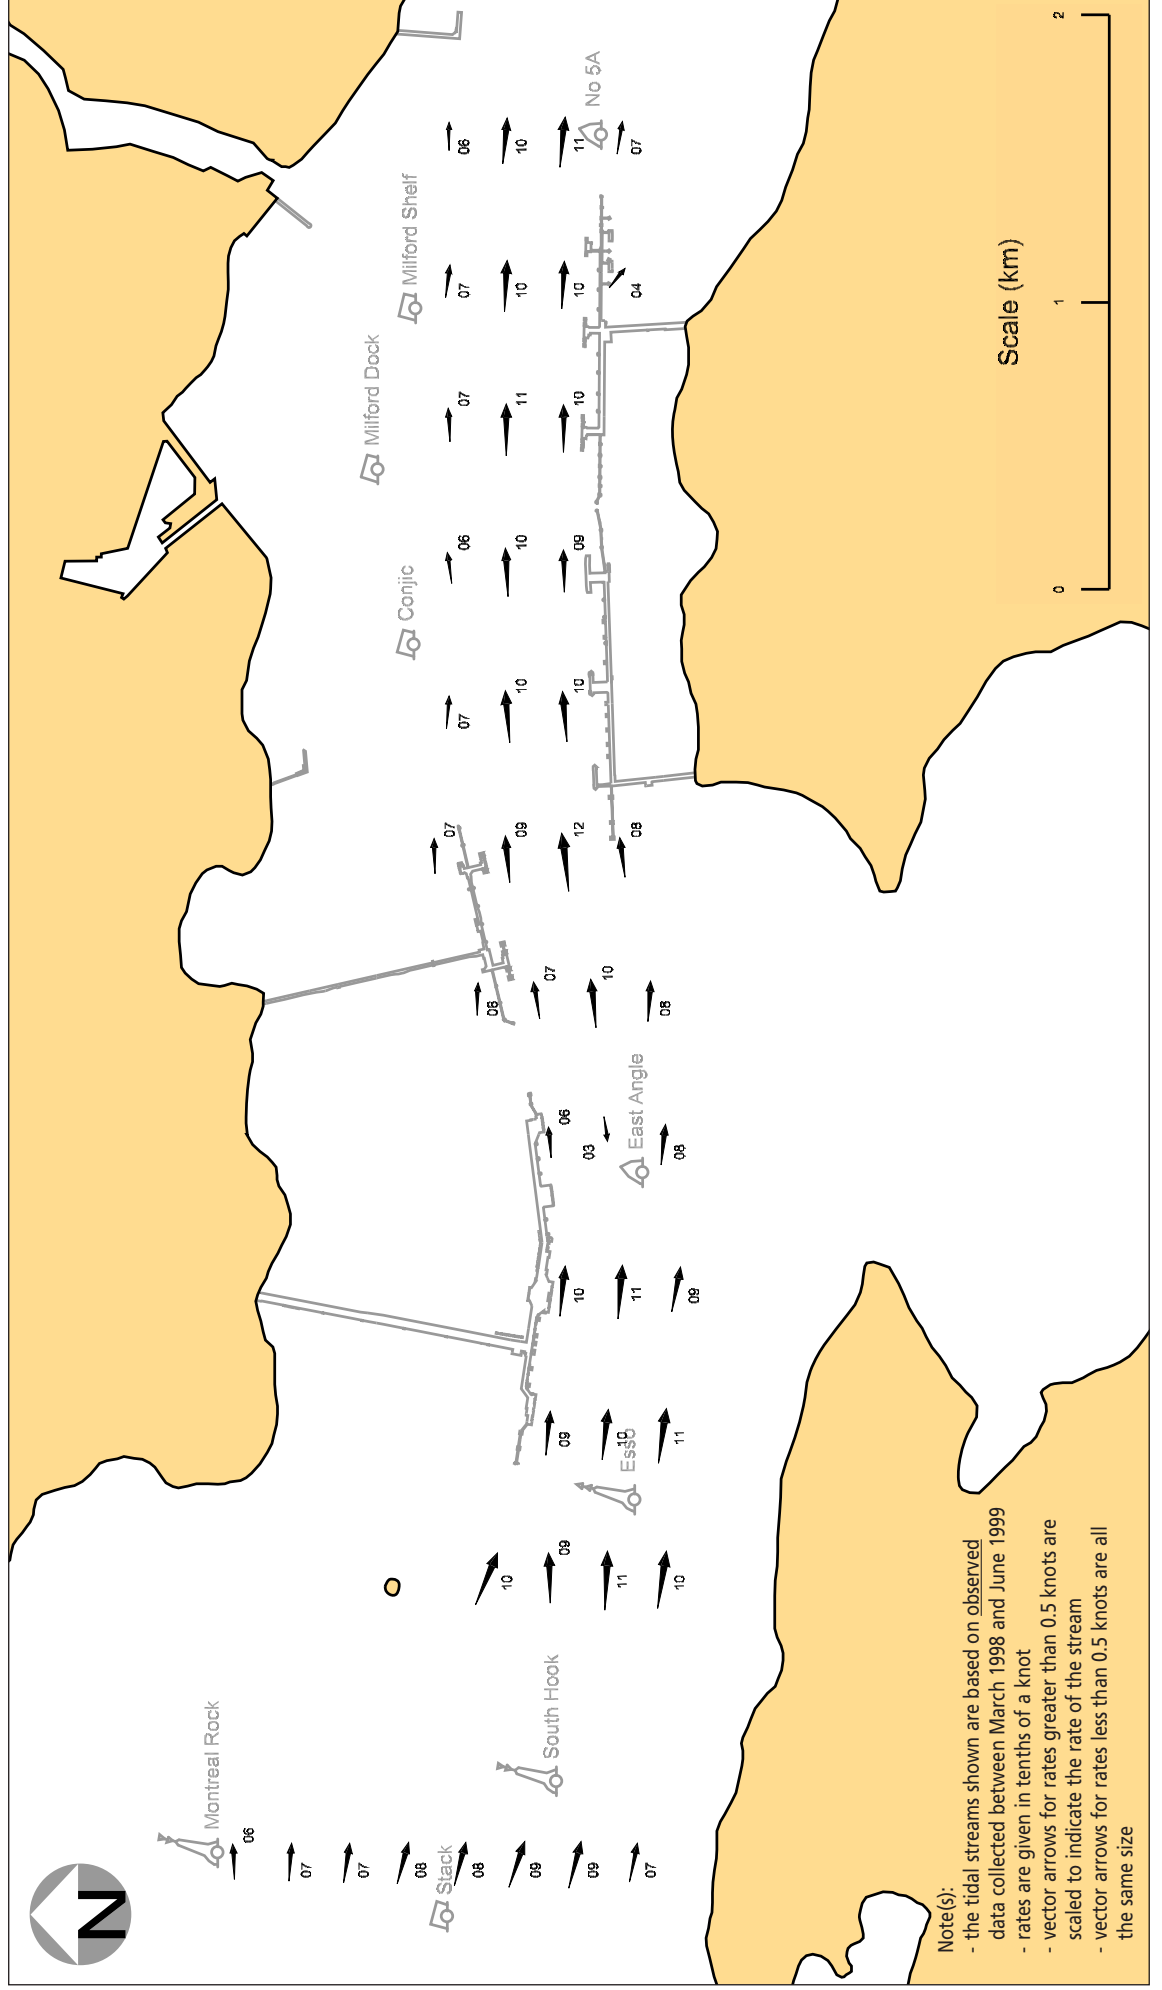 N
Montreal Rock
06
07
07
08
Stack
08
09
09
07
South Hook
10
09
11
10
Esso
09
10
11
10
11
09
06
03
East Angle
08
08
07
10
08
07
09
12
08
07
10
10
Conjic
06
10
09
Milford Dock
07
11
10
Milford Shelf
07
10
10
04
06
10
11
No 5A
07
Note(s):
- the tidal streams shown are based on observed
data collected between March 1998 and June 1999
- rates are given in tenths of a knot
- vector arrows for rates greater than 0.5 knots are
scaled to indicate the rate of the stream
- vector arrows for rates less than 0.5 knots are all
the same size
Scale (km)
0 1 2